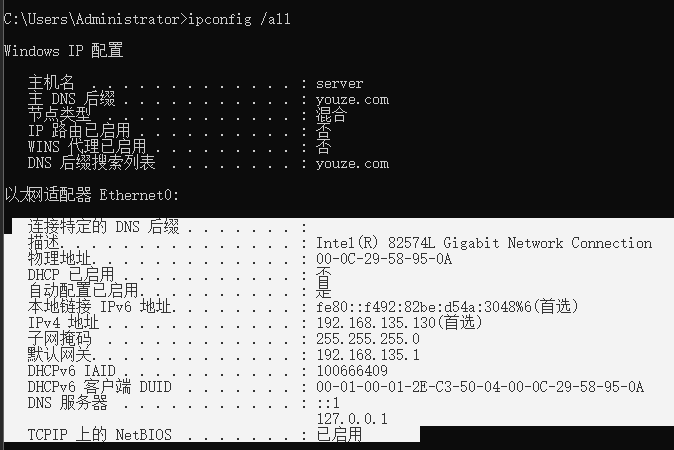 C:\Users\Administrator>ipconfig /all
Windows IP 配置
主机名 . . . . . . . . . . . . . : server
主 DNS 后缀 . . . . . . . . . . . : youze.com
节点类型 . . . . . . . . . . . . : 混合
IP 路由已启用 . . . . . . . . . . : 否
WINS 代理已启用 . . . . . . . . . : 否
DNS 后缀搜索列表 . . . . . . . . : youze.com
以太网适配器 Ethernet0:
连接特定的 DNS 后缀 . . . . . . . :
描述. . . . . . . . . . . . . . . : Intel(R) 82574L Gigabit Network Connection
物理地址. . . . . . . . . . . . . : 00-0C-29-58-95-0A
DHCP 已启用 . . . . . . . . . . . : 否
自动配置已启用. . . . . . . . . . : 是
本地链接 IPv6 地址. . . . . . . . : fe80::f492:82be:d54a:3048%6(首选)
IPv4 地址 . . . . . . . . . . . . : 192.168.135.130(首选)
子网掩码 . . . . . . . . . . . . : 255.255.255.0
默认网关. . . . . . . . . . . . . : 192.168.135.1
DHCPv6 IAID . . . . . . . . . . . : 100666409
DHCPv6 客户端 DUID . . . . . . . : 00-01-00-01-2E-C3-50-04-00-0C-29-58-95-0A
DNS 服务器 . . . . . . . . . . . : ::1
127.0.0.1
TCPIP 上的 NetBIOS . . . . . . . : 已启用